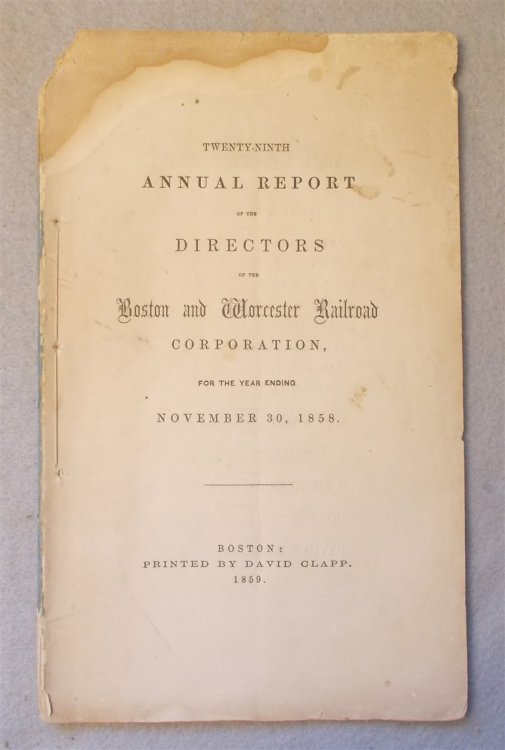 TWENTY-NINTH
ANNUAL REPORT
OF THE
DIRECTORS
OF THE
Boston and Worcester Railroad
CORPORATION,
FOR THE YEAR ENDING
NOVEMBER 30, 1858.
BOSTON:
PRINTED BY DAVID CLAPP.
1859.